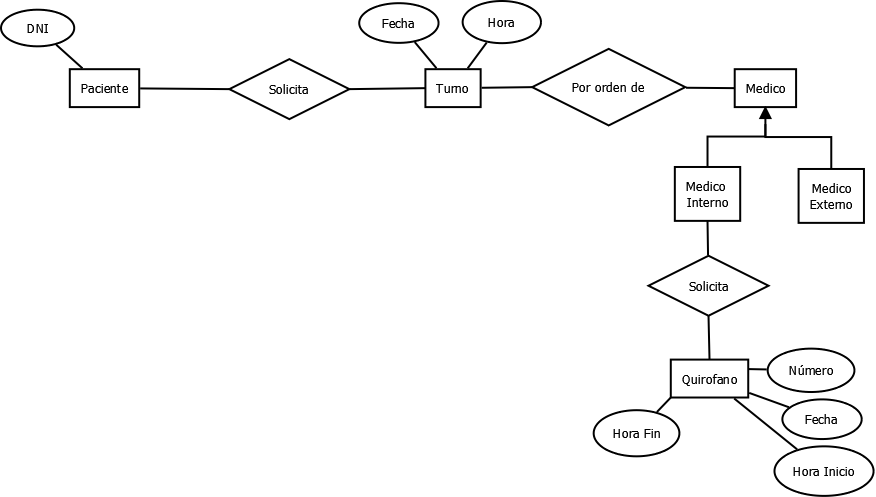 DNI
Fecha
Hora
Paciente
Solicita
Turno
Por orden de
Medico
Medico
Interno
Medico
Externo
Solicita
Quirofano
Número
Fecha
Hora Fin
Hora Inicio